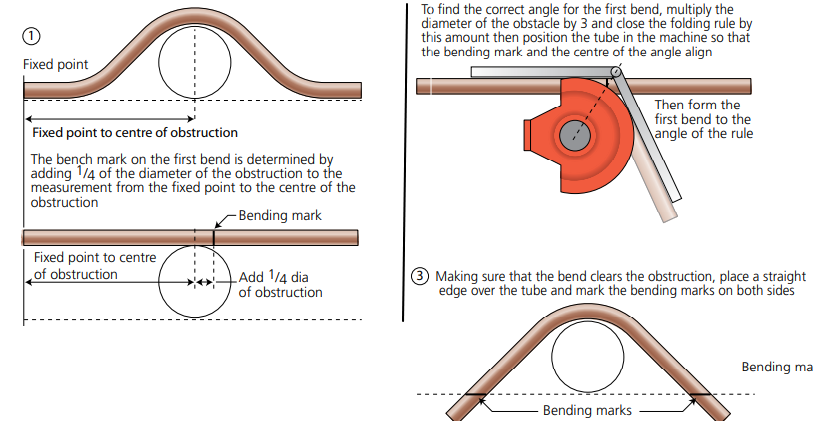 ①
Fixed point
Fixed point to centre of obstruction
The bench mark on the first bend is determined by
adding 1/4 of the diameter of the obstruction to the
measurement from the fixed point to the centre of the
obstruction
Bending mark
Fixed point to centre
of obstruction
Add 1/4 dia
of obstruction
To find the correct angle for the first bend, multiply the
diameter of the obstacle by 3 and close the folding rule by
this amount then position the tube in the machine so that
the bending mark and the centre of the angle align
Then form the
first bend to the
angle of the rule
③ Making sure that the bend clears the obstruction, place a straight
edge over the tube and mark the bending marks on both sides
Bending ma
Bending marks